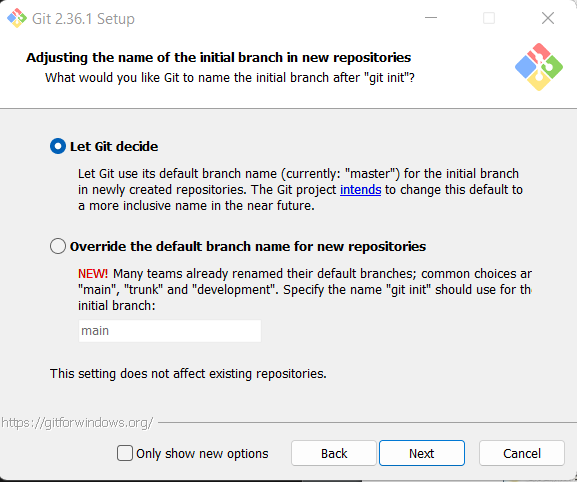 Git 2.36.1 Setup
Adjusting the name of the initial branch in new repositories
What would you like Git to name the initial branch after "git init"?
Let Git decide
Let Git use its default branch name (currently: "master") for the initial branch
in newly created repositories. The Git project intends to change this default to
a more inclusive name in the near future.
Override the default branch name for new repositories
NEW! Many teams already renamed their default branches; common choices ar
"main", "trunk" and "development". Specify the name "git init" should use for th
initial branch:
main
This setting does not affect existing repositories.
https://gitforwindows.org/
Only show new options
Back
Next
Cancel